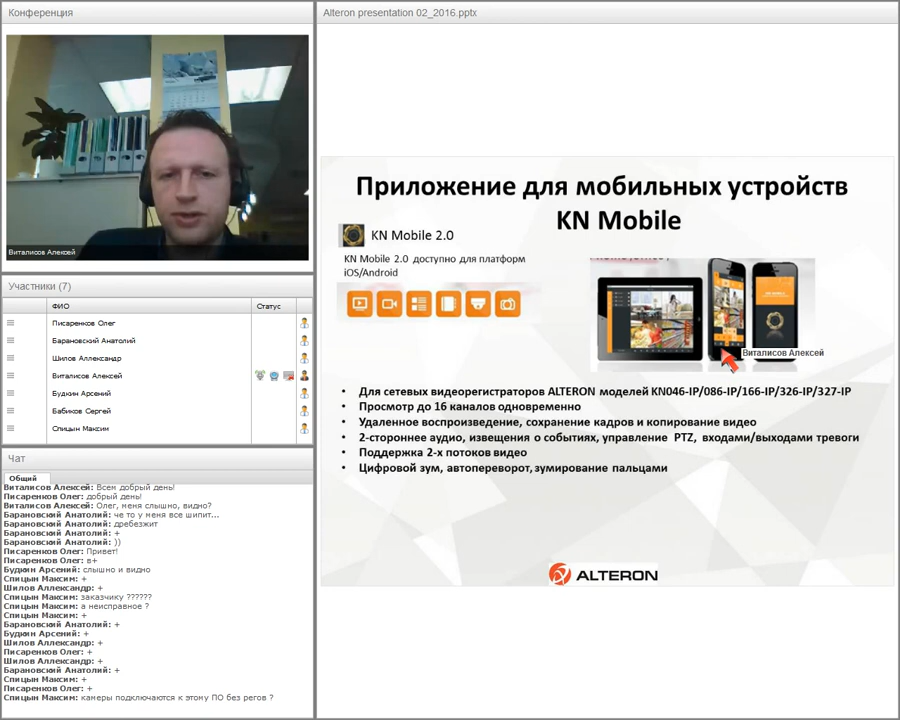 Конференция
Виталисов Алексей
Участники (7)
ФИО Статус
Писаренков Олег
Барановский Анатолий
Шилов Аллександр
Виталисов Алексей
Будкин Арсений
Бабиков Сергей
Спицын Максим
Чат
Общий
Виталисов Алексей: Всем добрый день!
Писаренков Олег: добрый день!
Виталисов Алексей: Олег, меня слышно, видно?
Барановский Анатолий: че то у меня все шипит...
Барановский Анатолий: дребезжит
Барановский Анатолий: +
Барановский Анатолий: ))
Писаренков Олег: Привет!
Писаренков Олег: в+
Будкин Арсений: слышно и видно
Спицын Максим: +
Шилов Аллександр: +
Спицын Максим: заказчику ??????
Спицын Максим: а неисправное ?
Спицын Максим: +
Барановский Анатолий: +
Будкин Арсений: +
Шилов Аллександр: +
Писаренков Олег: +
Шилов Аллександр: +
Барановский Анатолий: +
Спицын Максим: +
Писаренков Олег: +
Спицын Максим: камеры подключаются к этому ПО без регов ?
Alteron presentation 02_2016.pptx
Приложение для мобильных устройств
KN Mobile
KN Mobile 2.0
KN Mobile 2.0 доступно для платформ
iOS/Android
Виталисов Алексей
• Для сетевых видеорегистраторов ALTERON моделей KN046-IP/086-IP/166-IP/326-IP/327-IP
• Просмотр до 16 каналов одновременно
• Удаленное воспроизведение, сохранение кадров и копирование видео
• 2-стороннее аудио, извещения о событиях, управление PTZ, входами/выходами тревоги
• Поддержка 2-х потоков видео
• Цифровой зум, автопереворот, зумирование пальцами
ALTERON